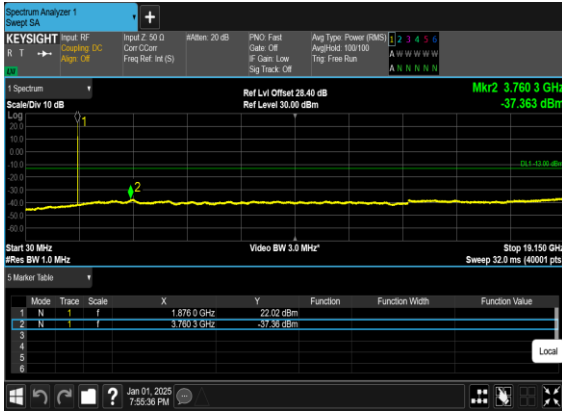 Spectrum Analyzer 1
Swept SA
+
KEYSIGHT
R T
LXI
Input: RF
Coupling: DC
Align: Off
Input Z: 50 Ω
Corr CCorr
Freq Ref: Int (S)
#Atten: 20 dB
PNO: Fast
Gate: Off
IF Gain: Low
Sig Track: Off
Avg Type: Power (RMS)
Avg|Hold: 100/100
Trig: Free Run
1 2 3 4 5 6
A W W W W W
A N N N N N
1 Spectrum
Scale/Div 10 dB
Ref Lvl Offset 28.40 dB
Ref Level 30.00 dBm
Mkr2 3.760 3 GHz
-37.363 dBm
Log
20.0
10.0
0.00
-10.0
-20.0
-30.0
-40.0
-50.0
-60.0
1
2
DL1 -13.00 dBm
Start 30 MHz
#Res BW 1.0 MHz
Video BW 3.0 MHz*
Stop 19.150 GHz
Sweep 32.0 ms (40001 pts)
5 Marker Table
Mode Trace Scale X Y Function Function Width Function Value
1 N 1 f 1.876 0 GHz 22.02 dBm
2 N 1 f 3.760 3 GHz -37.36 dBm
3
4
5
6
Local
?
Jan 01, 2025
7:55:36 PM